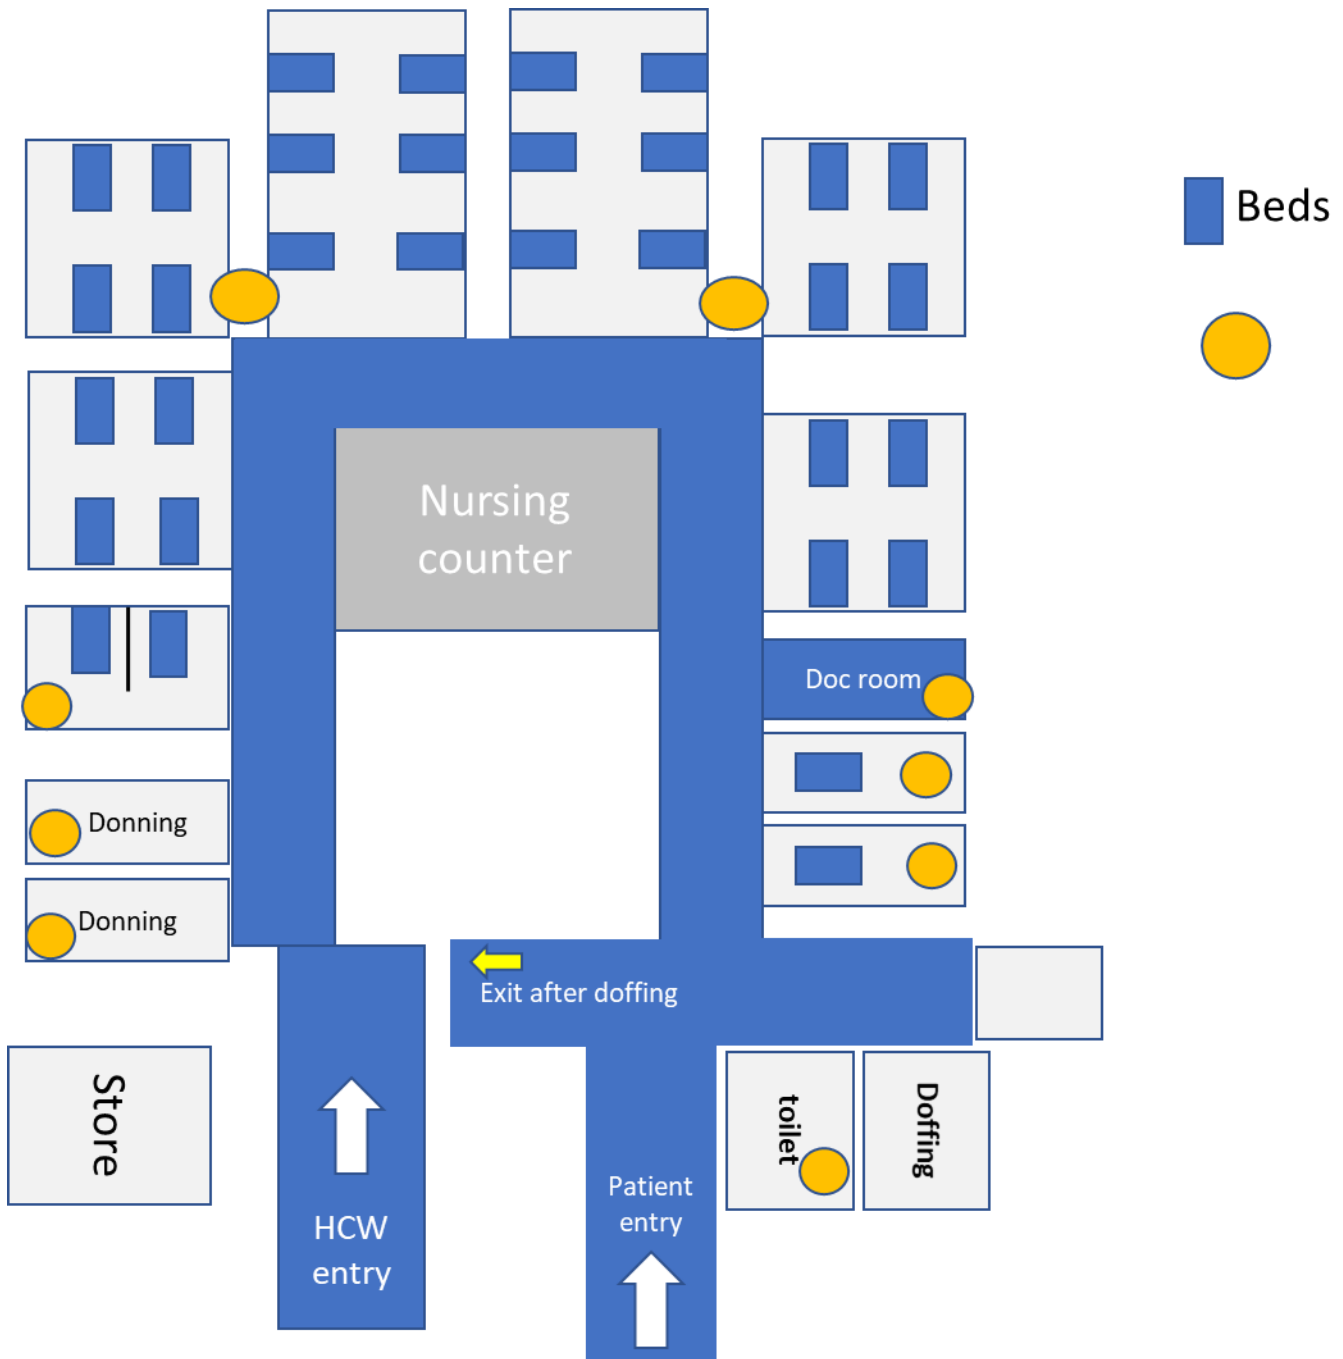 Beds
Nursing
counter
Doc room
Donning
Donning
Exit after doffing
Store
toilet
Doffing
Patient
entry
HCW
entry